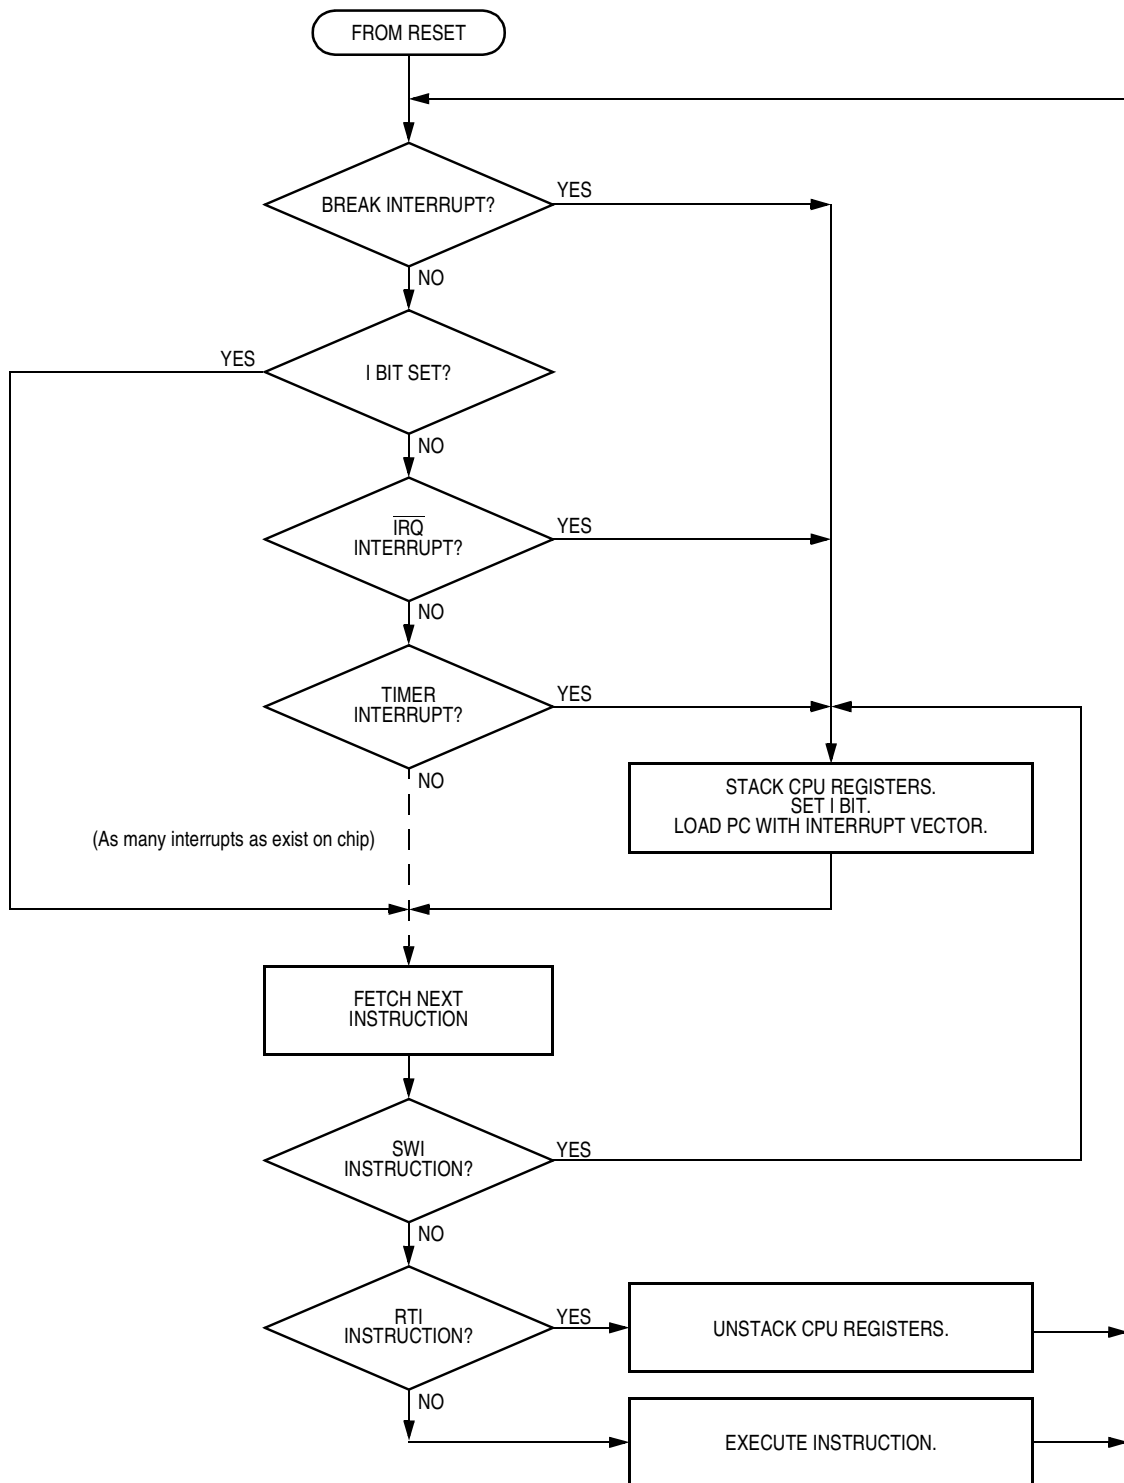 FROM RESET
BREAK INTERRUPT?
YES
NO
I BIT SET?
YES
NO
IRQ
INTERRUPT?
YES
NO
TIMER
INTERRUPT?
YES
NO
STACK CPU REGISTERS.
SET I BIT.
LOAD PC WITH INTERRUPT VECTOR.
(As many interrupts as exist on chip)
FETCH NEXT
INSTRUCTION
SWI
INSTRUCTION?
YES
NO
RTI
INSTRUCTION?
YES
UNSTACK CPU REGISTERS.
NO
EXECUTE INSTRUCTION.